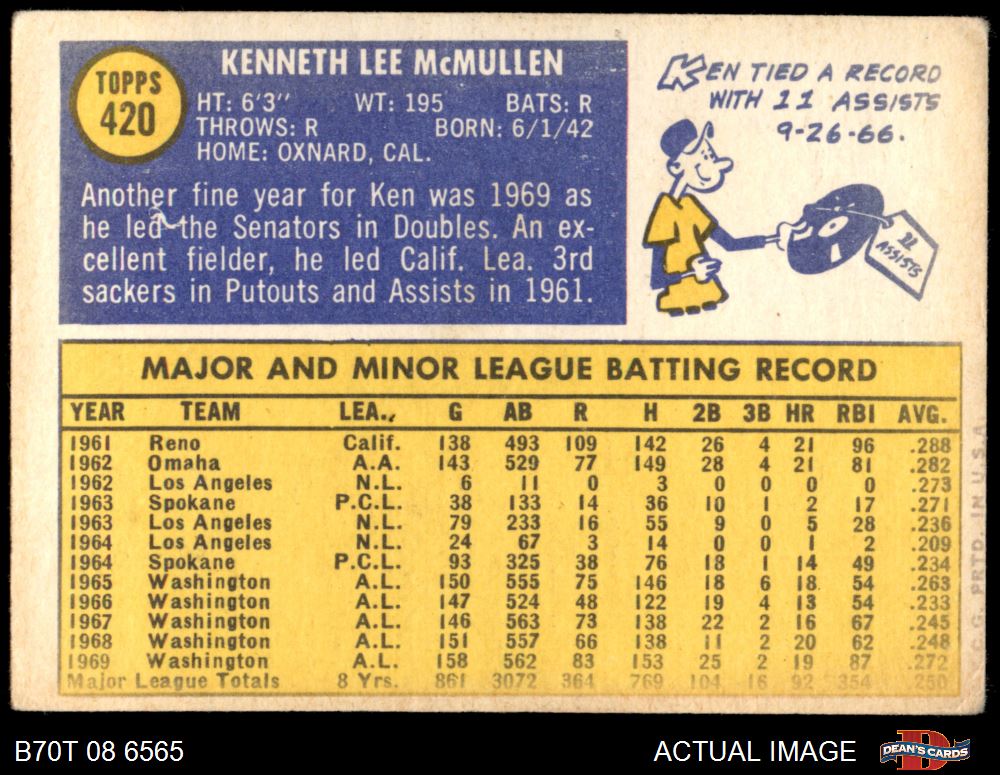 TOPPS
420
KENNETH LEE McMULLEN
HT: 6'3" WT: 195 BATS: R
THROWS: R BORN: 6/1/42
HOME: OXNARD, CAL.
Another fine year for Ken was 1969 as
he led the Senators in Doubles. An ex-
cellent fielder, he led Calif. Lea. 3rd
sackers in Putouts and Assists in 1961.
KEN TIED A RECORD
WITH 11 ASSISTS
9-26-66.
11
ASSISTS
MAJOR AND MINOR LEAGUE BATTING RECORD
YEAR TEAM LEA. G AB R H 2B 3B HR RBI AVG.
1961 Reno Calif. 138 493 109 142 26 4 21 96 .288
1962 Omaha A.A. 143 529 77 149 28 4 21 81 .282
1962 Los Angeles N.L. 6 11 0 3 0 0 0 0 .273
1963 Spokane P.C.L. 38 133 14 36 10 1 2 17 .271
1963 Los Angeles N.L. 79 233 16 55 9 0 5 28 .236
1964 Los Angeles N.L. 24 67 3 14 0 0 1 2 .209
1964 Spokane P.C.L. 93 325 38 76 18 1 14 49 .234
1965 Washington A.L. 150 555 75 146 18 6 18 54 .263
1966 Washington A.L. 147 524 48 122 19 4 13 54 .233
1967 Washington A.L. 146 563 73 138 22 2 16 67 .245
1968 Washington A.L. 151 557 66 138 11 2 20 62 .248
1969 Washington A.L. 158 562 83 153 25 2 19 87 .272
Major League Totals 8 Yrs. 861 3072 364 769 104 16 92 354 .250
T.C.G. PRTD. IN U.S.A.
B70T 08 6565
ACTUAL IMAGE
D
DEAN'S CARDS